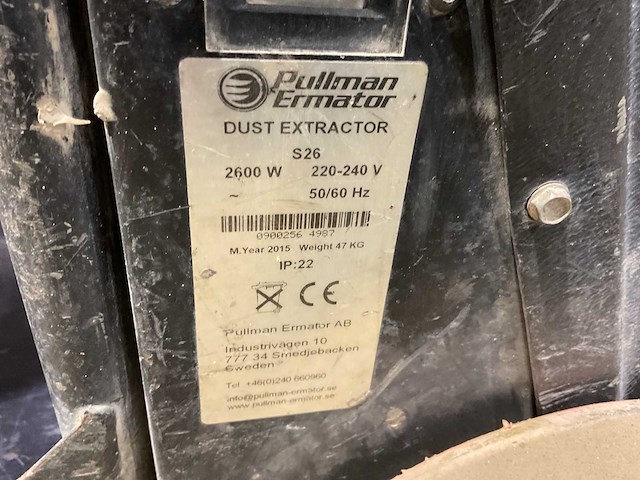 Pullman
Ermator
DUST EXTRACTOR
S26
2600 W 220-240 V
~ 50/60 Hz
0900256 4987
M.Year 2015 Weight 47 KG
IP:22
CE
Pullman Ermator AB
Industrivägen 10
777 34 Smedjebacken
Sweden
Tel +46(0)240 660960
info@pullman-ermator.se
www.pullman-ermator.se